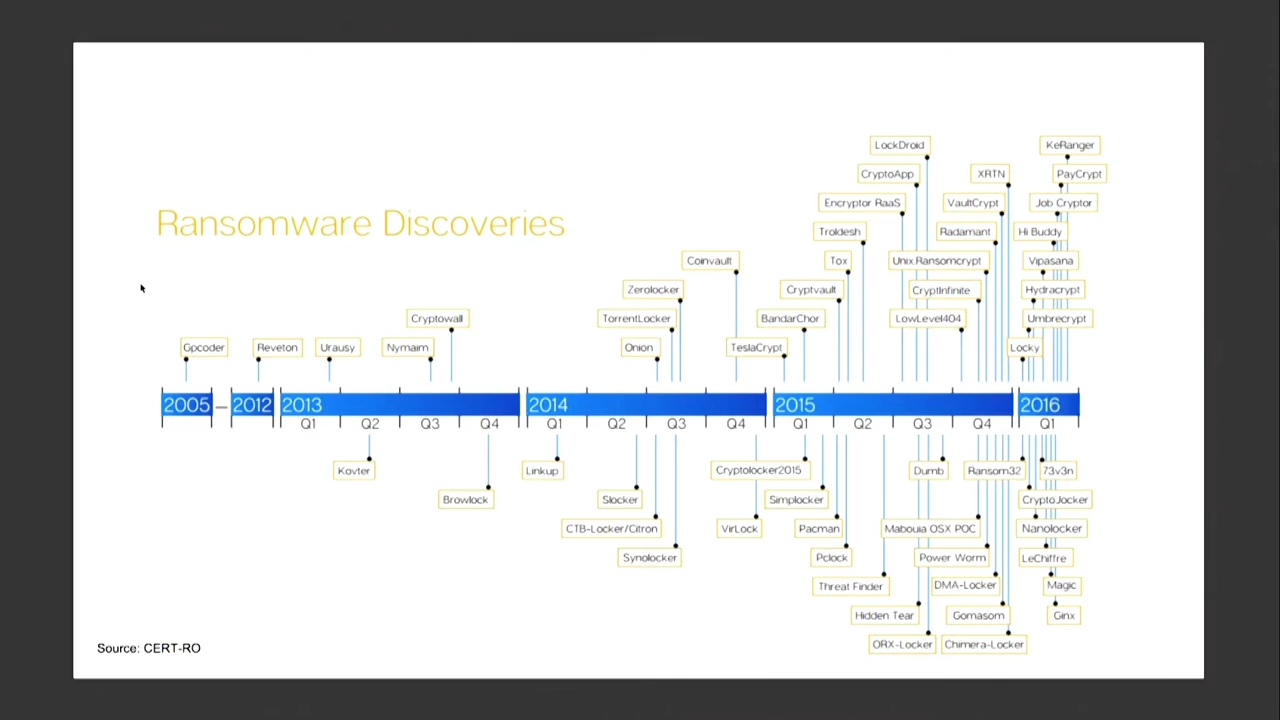 LockDroid
KeRanger
CryptoApp
XRTN
PayCrypt
Encryptor RaaS
VaultCrypt
Job Cryptor
Ransomware Discoveries
Troldesh
Radamant
Hi Buddy
Coinvault
Tox
Unix.Ransomcrypt
Vipasana
Zerolocker
Cryptvault
CryptInfinite
Hydracrypt
Cryptowall
TorrentLocker
BandarChor
LowLevel404
Umbrecrypt
Gpcoder
Reveton
Urausy
Nymaim
Onion
TeslaCrypt
Locky
2005 – 2012 2013 2014 2015 2016
Q1 Q2 Q3 Q4 Q1 Q2 Q3 Q4 Q1 Q2 Q3 Q4 Q1
Kovter
Linkup
Cryptolocker2015
Dumb
Ransom32
73v3n
Browlock
Slocker
Simplocker
CryptoJocker
CTB-Locker/Citron
VirLock
Pacman
Mabouia OSX POC
Nanolocker
Synolocker
Pclock
Power Worm
LeChiffre
Threat Finder
DMA-Locker
Magic
Hidden Tear
Gomasom
Ginx
ORX-Locker
Chimera-Locker
Source: CERT-RO